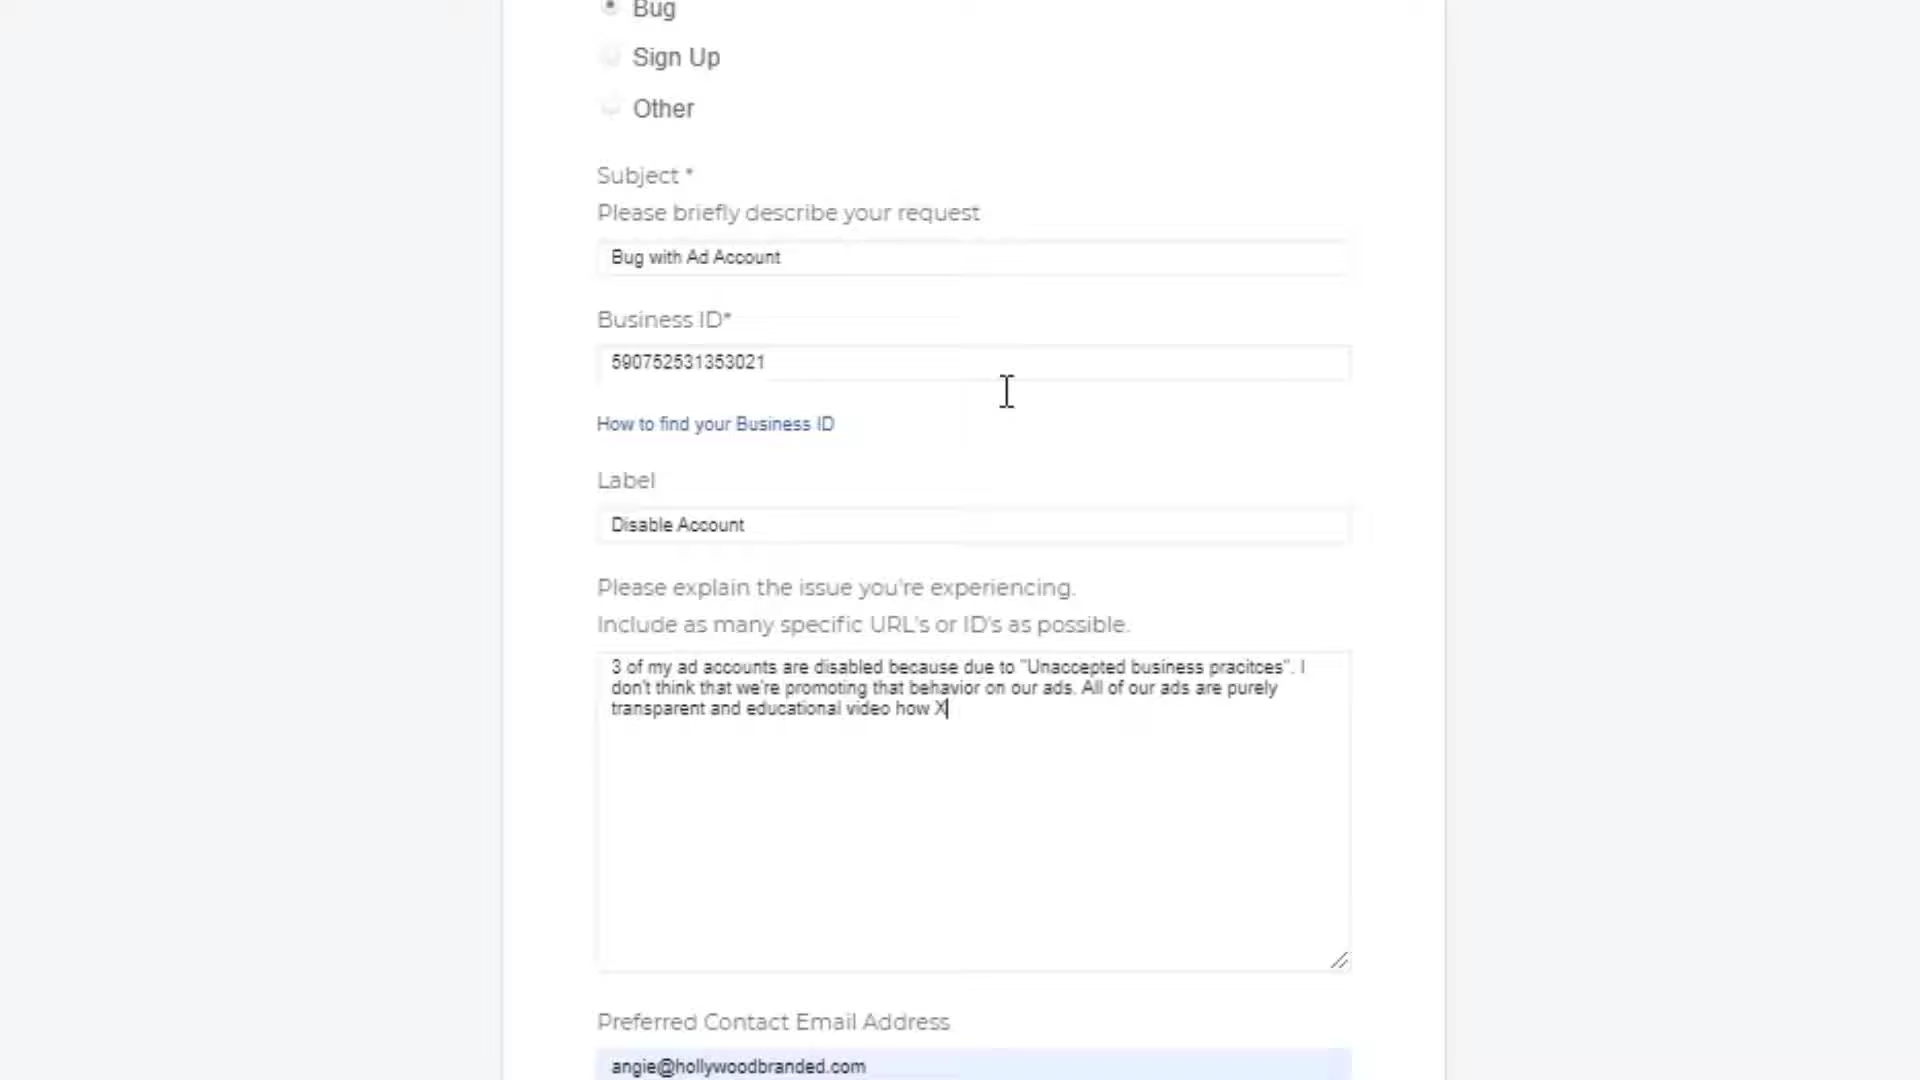 Bug
Sign Up
Other
Subject *
Please briefly describe your request
Bug with Ad Account
Business ID*
590752531353021
How to find your Business ID
Label
Disable Account
Please explain the issue you're experiencing.
Include as many specific URL's or ID's as possible.
3 of my ad accounts are disabled because due to "Unaccepted business pracitces". I
don't think that we're promoting that behavior on our ads. All of our ads are purely
transparent and educational video how X
Preferred Contact Email Address
angie@hollywoodbranded.com